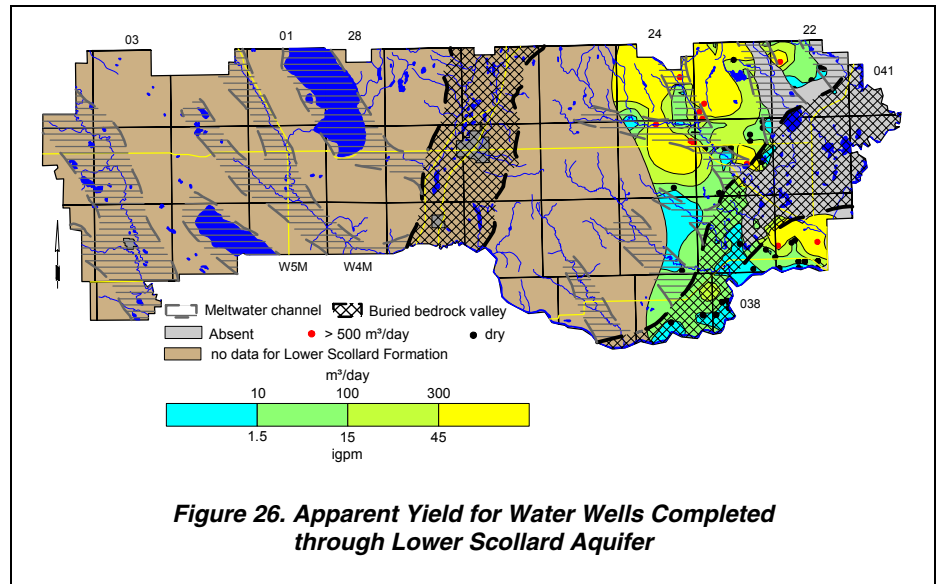 03 01 28 24 22
041
W5M W4M
038
Meltwater channel Buried bedrock valley
Absent > 500 m³/day dry
no data for Lower Scollard Formation
m³/day
10 100 300
1.5 15 45
igpm
Figure 26. Apparent Yield for Water Wells Completed
through Lower Scollard Aquifer